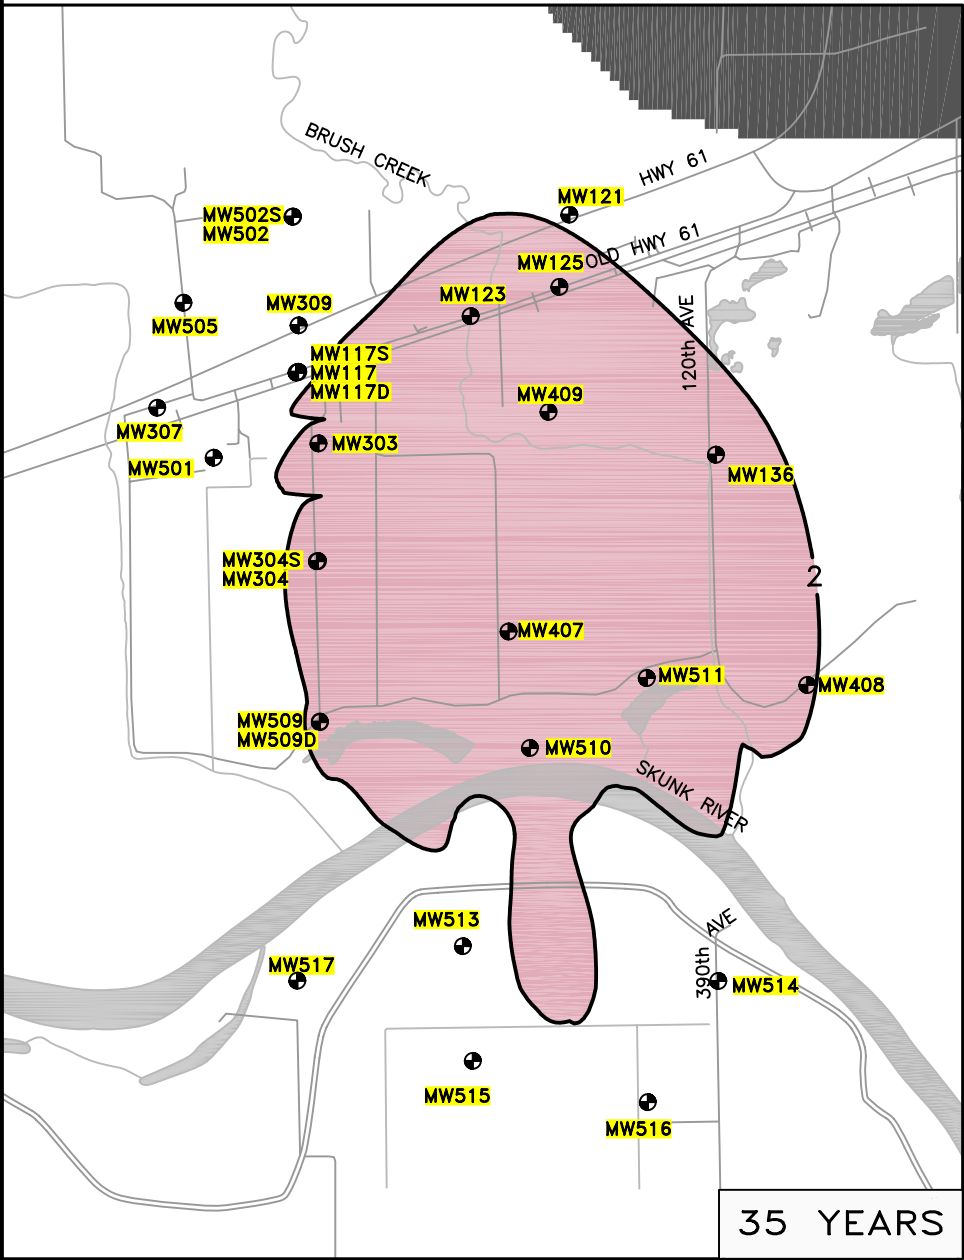 BRUSH CREEK
HWY 61
MW121
MW502S
MW502
OLD HWY 61
MW125
MW123
MW309
MW505
120th AVE
MW117S
MW117
MW117D
MW409
MW307
MW303
MW501
MW136
MW304S
MW304
2
MW407
MW511
MW408
MW509
MW509D
MW510
SKUNK RIVER
MW513
390th AVE
MW517
MW514
MW515
MW516
35 YEARS